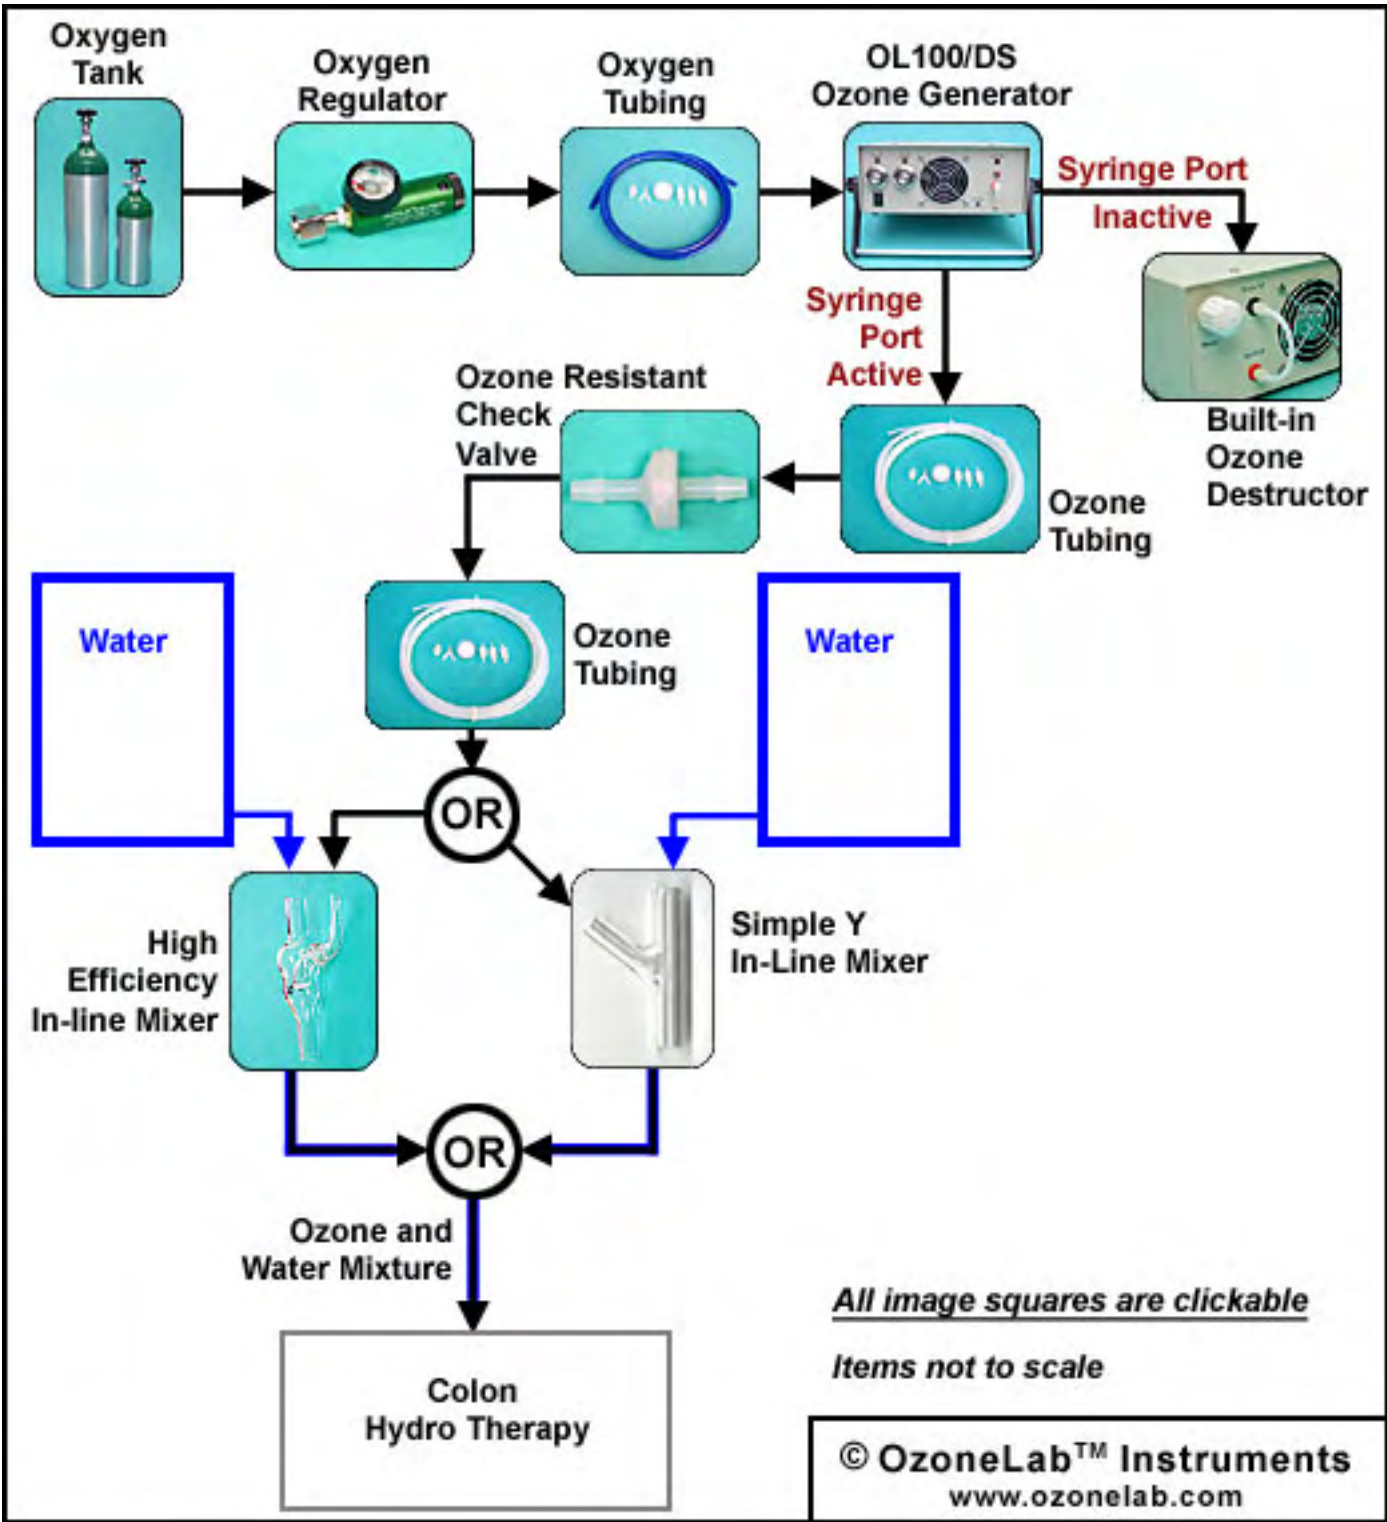 Oxygen
Tank
Oxygen
Regulator
Oxygen
Tubing
OL100/DS
Ozone Generator
Syringe Port
Inactive
Syringe
Port
Active
Built-in
Ozone
Destructor
Ozone Resistant
Check
Valve
Ozone
Tubing
Water
Ozone
Tubing
Water
OR
High
Efficiency
In-line Mixer
Simple Y
In-Line Mixer
OR
Ozone and
Water Mixture
Colon
Hydro Therapy
All image squares are clickable
Items not to scale
© OzoneLab™ Instruments
www.ozonelab.com